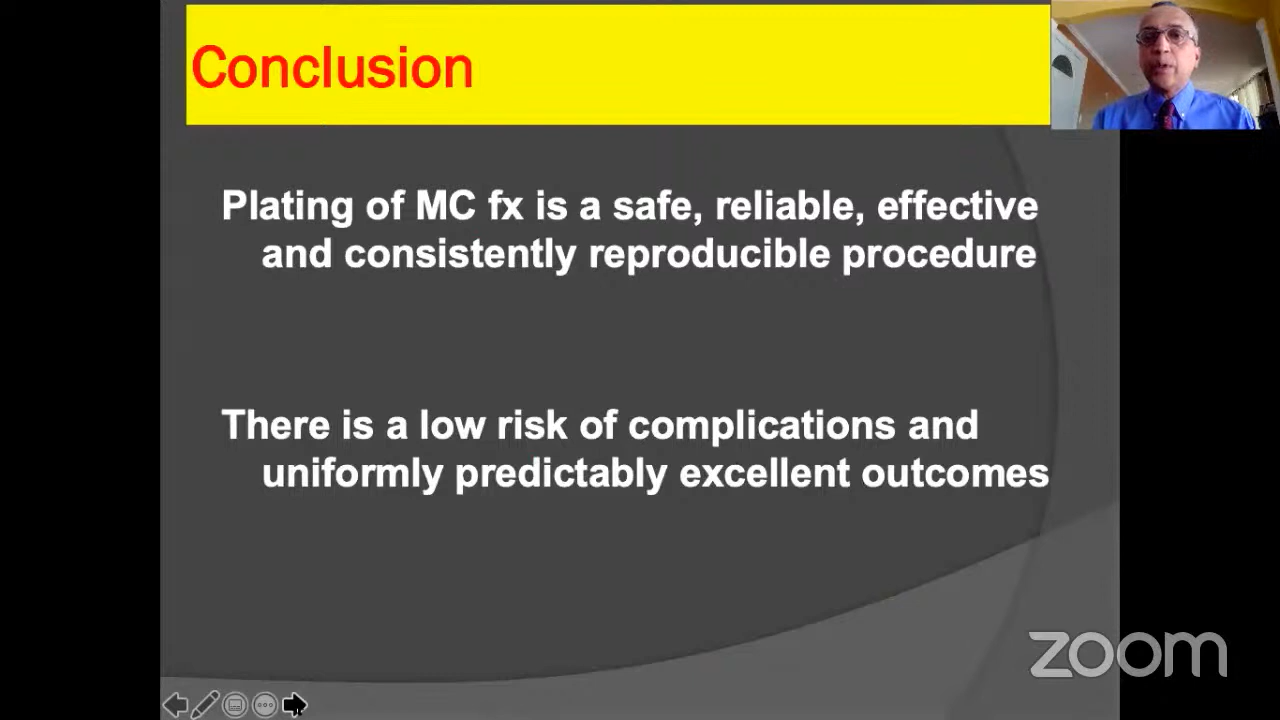 Conclusion
Plating of MC fx is a safe, reliable, effective
and consistently reproducible procedure
There is a low risk of complications and
uniformly predictably excellent outcomes
zoom